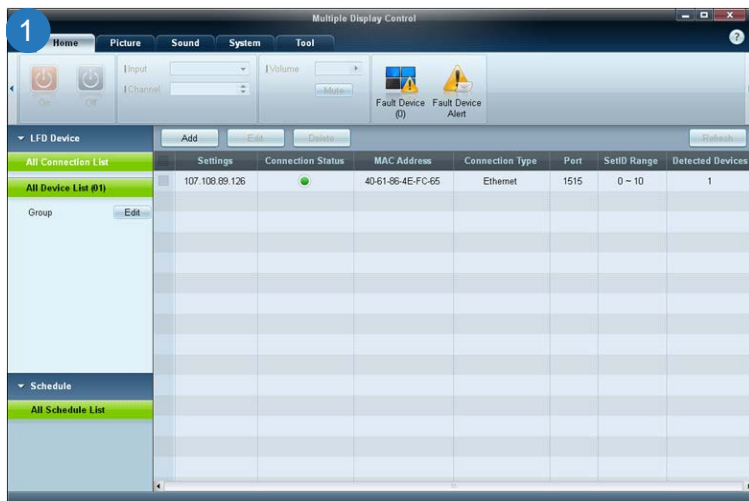 Multiple Display Control
1
Home Picture Sound System Tool
?
Input
Channel
Volume
Mute
On Off
Fault Device (0)
Fault Device Alert
LFD Device
Add Edit Delete Refresh
All Connection List
Settings Connection Status MAC Address Connection Type Port SetID Range Detected Devices
All Device List (01)
107.108.89.126 40-61-86-4E-FC-65 Ethernet 1515 0 ~ 10 1
Group Edit
Schedule
All Schedule List